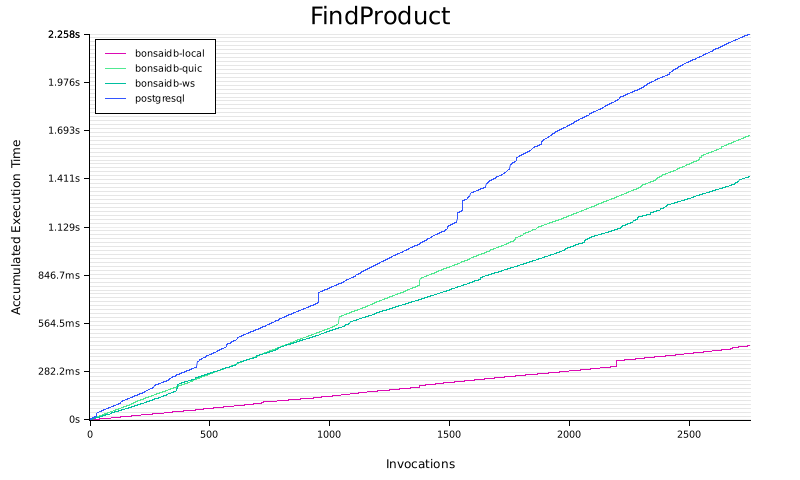 FindProduct
2.258s
1.976s
1.693s
1.411s
1.129s
846.7ms
564.5ms
282.2ms
0s
bonsaidb-local
bonsaidb-quic
bonsaidb-ws
postgresql
Accumulated Execution Time
0
500
1000
1500
2000
2500
Invocations